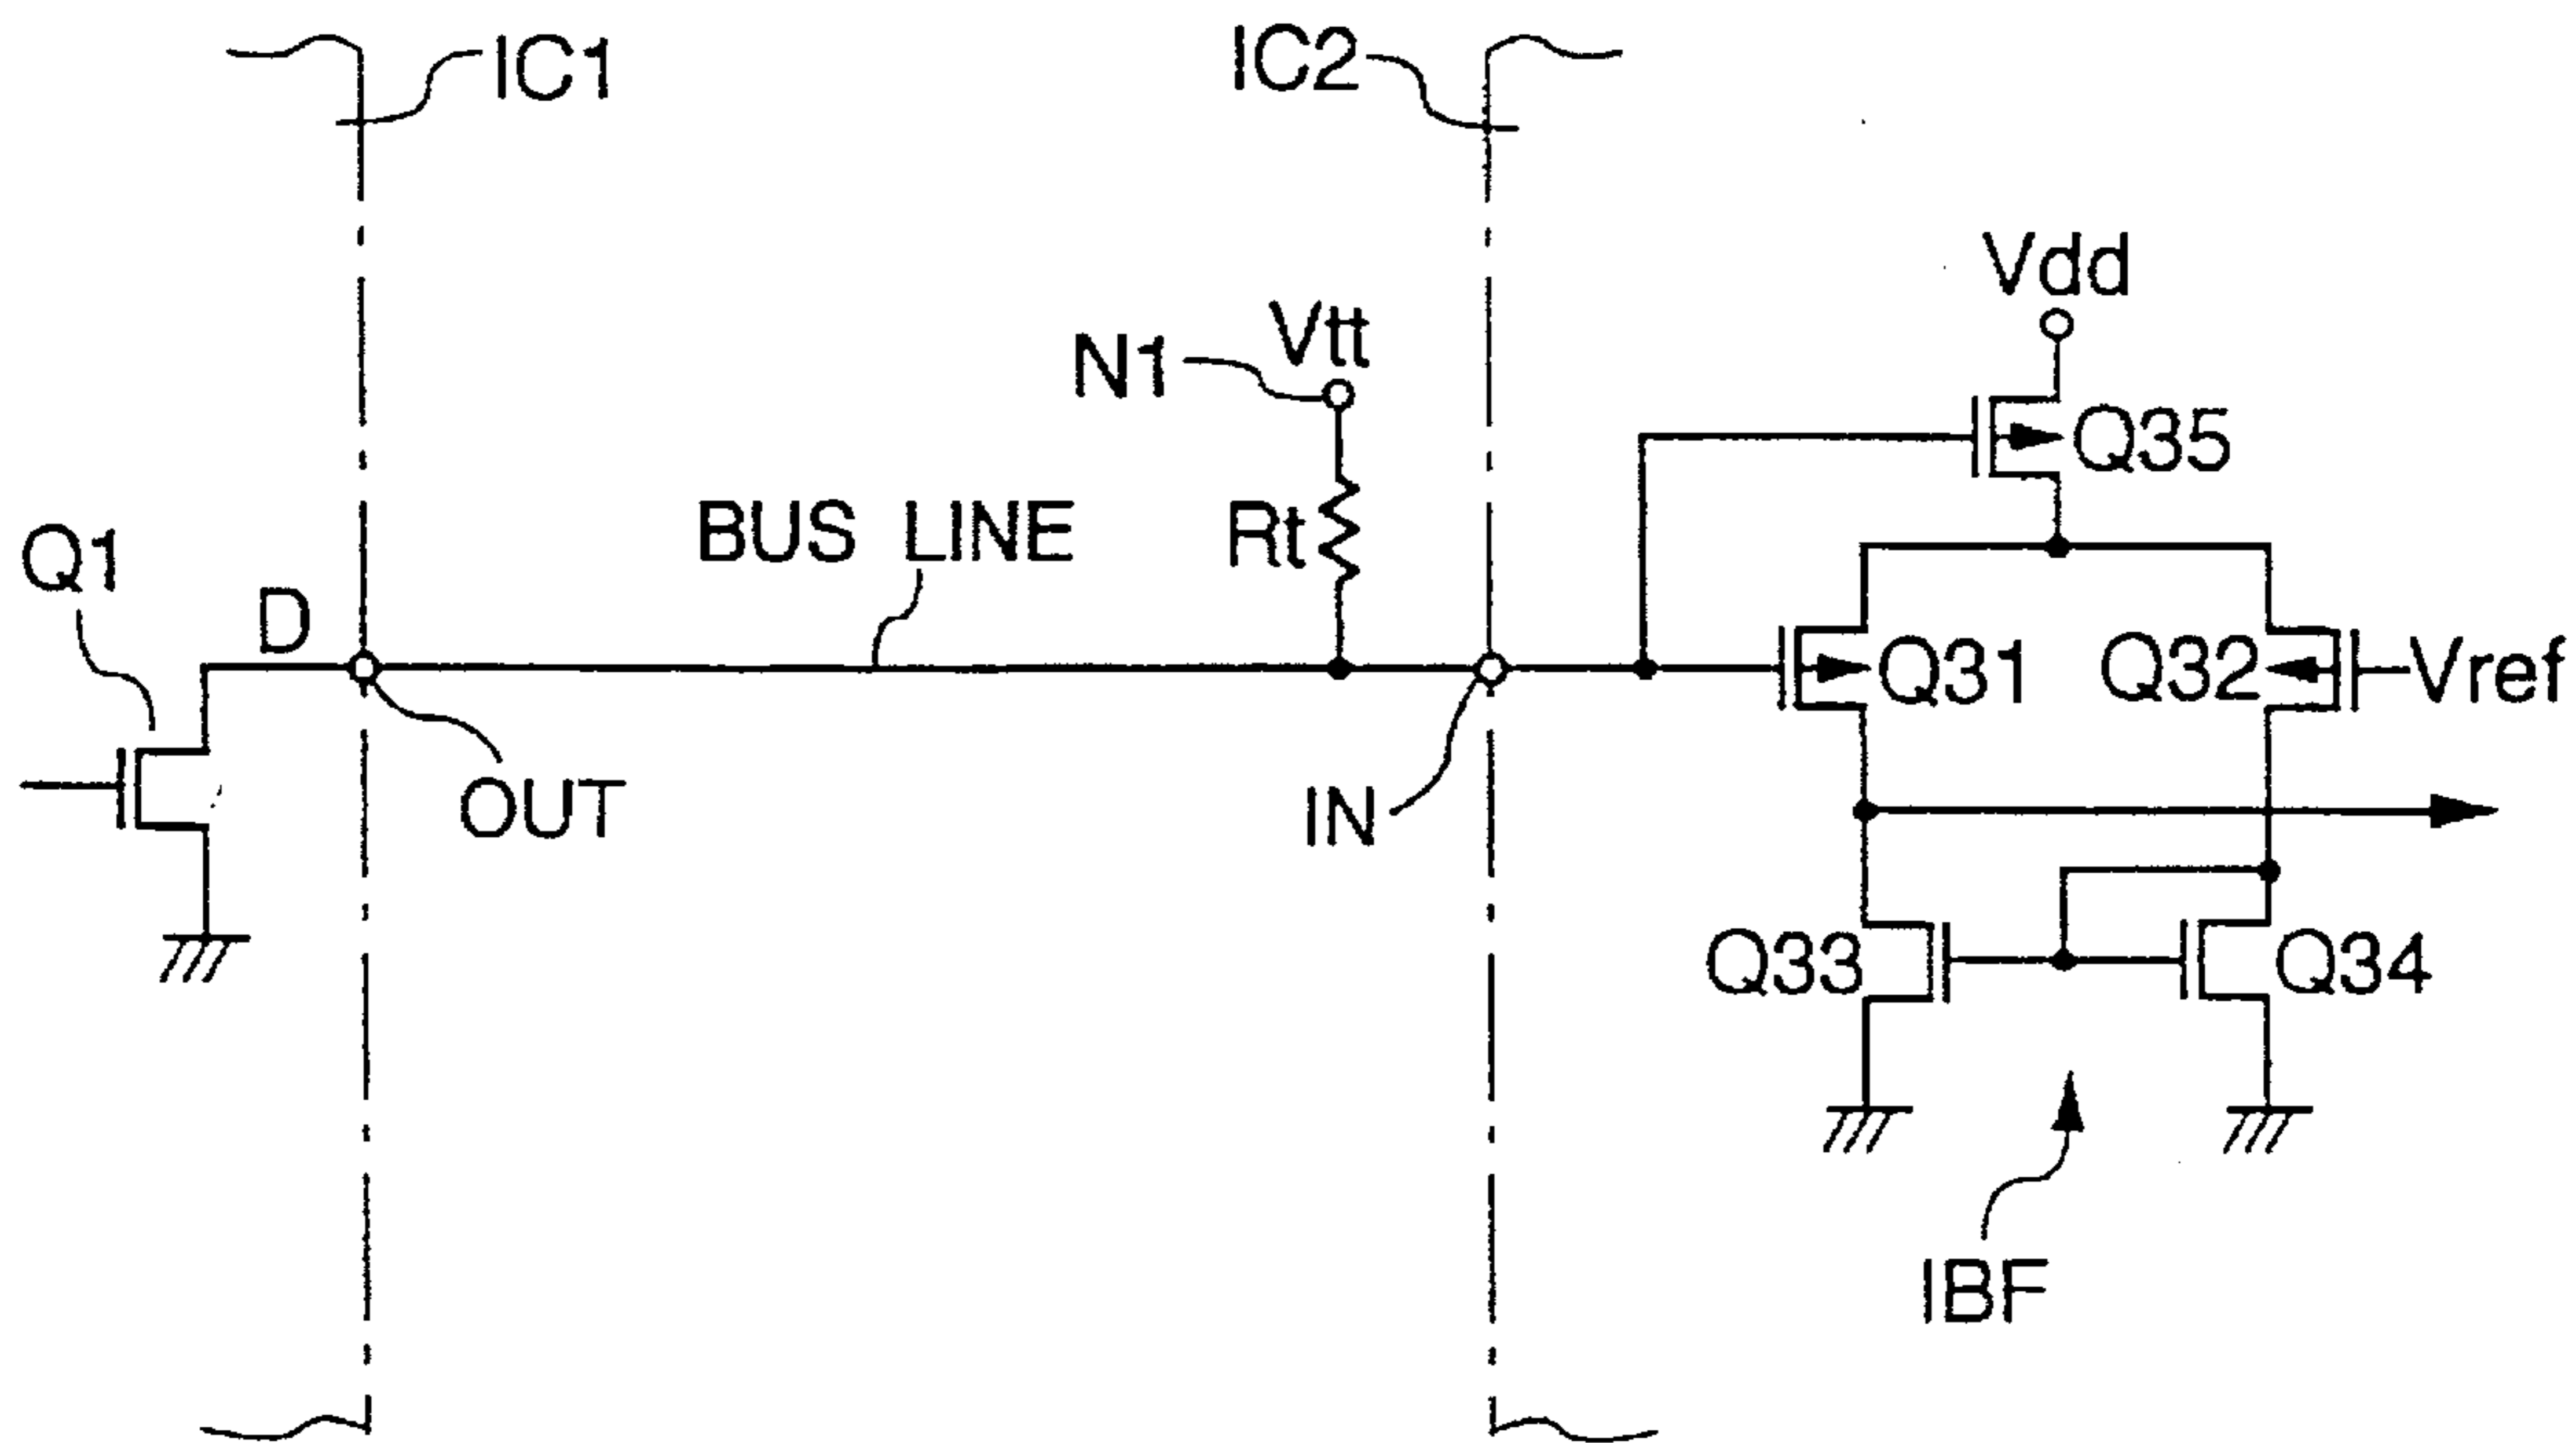 IC1
IC2
Vdd
N1
Vtt
Q35
Q1
BUS LINE
Rt
D
Q31
Q32
Vref
OUT
IN
Q33
Q34
IBF